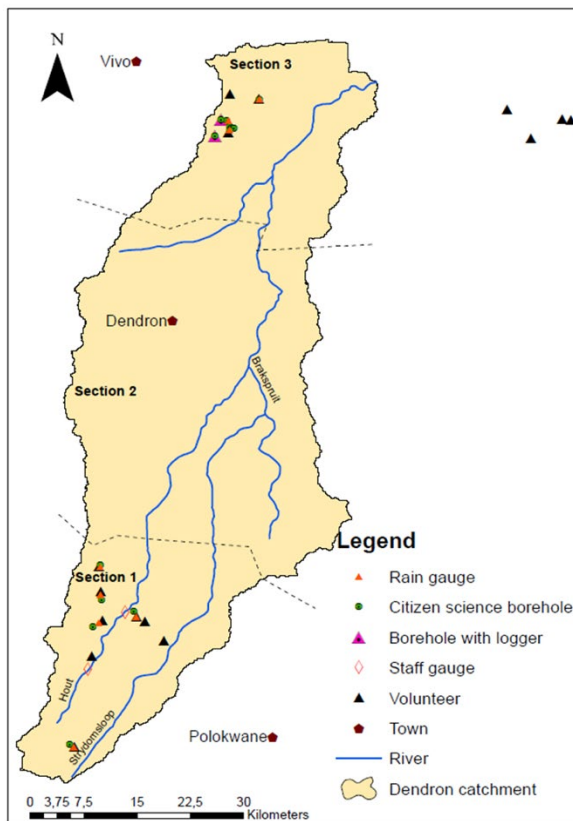 N
Vivo
Section 3
Dendron
Section 2
Brakspruit
Section 1
Hout
Strydomsloop
Polokwane
Legend
Rain gauge
Citizen science borehole
Borehole with logger
Staff gauge
Volunteer
Town
River
Dendron catchment
0 3,75 7,5 15 22,5 30
Kilometers